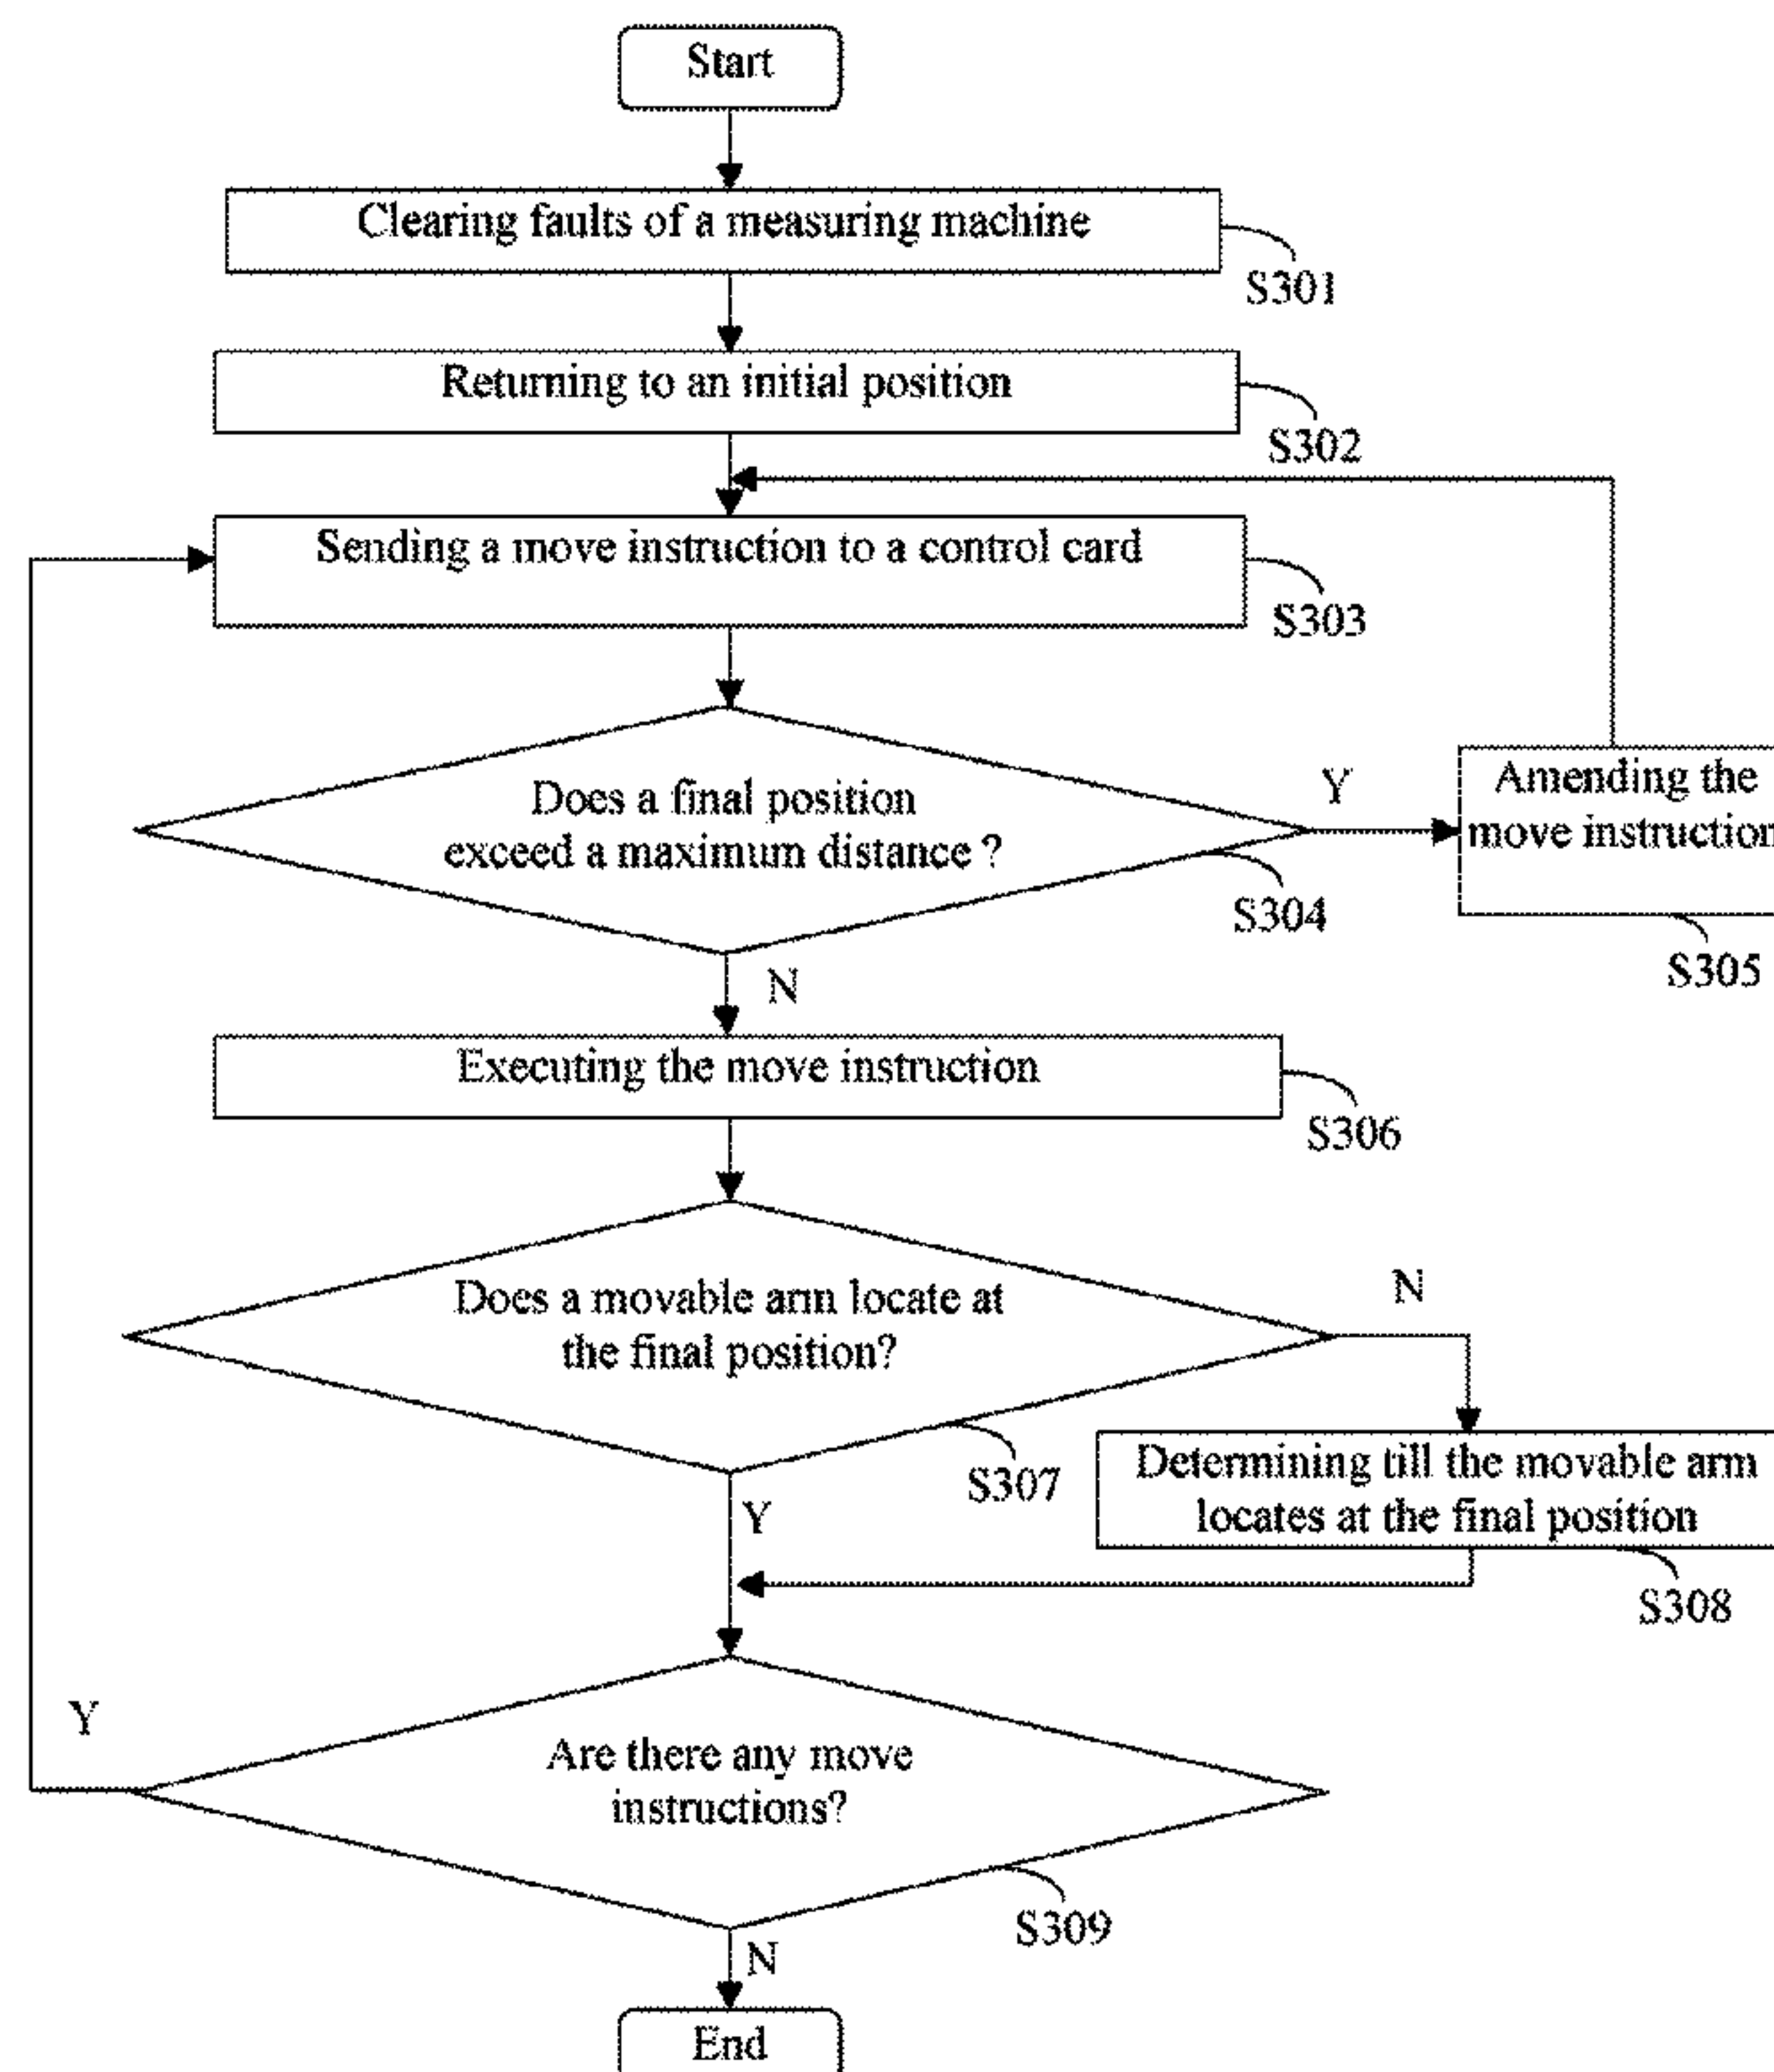 Start
Clearing faults of a measuring machine
S301
Returning to an initial position
S302
Sending a move instruction to a control card
S303
Does a final position
exceed a maximum distance ?
S304
Y
Amending the
move instruction
S305
N
Executing the move instruction
S306
Does a movable arm locate at
the final position?
S307
N
Determining till the movable arm
locates at the final position
S308
Y
Are there any move
instructions?
S309
Y
N
End